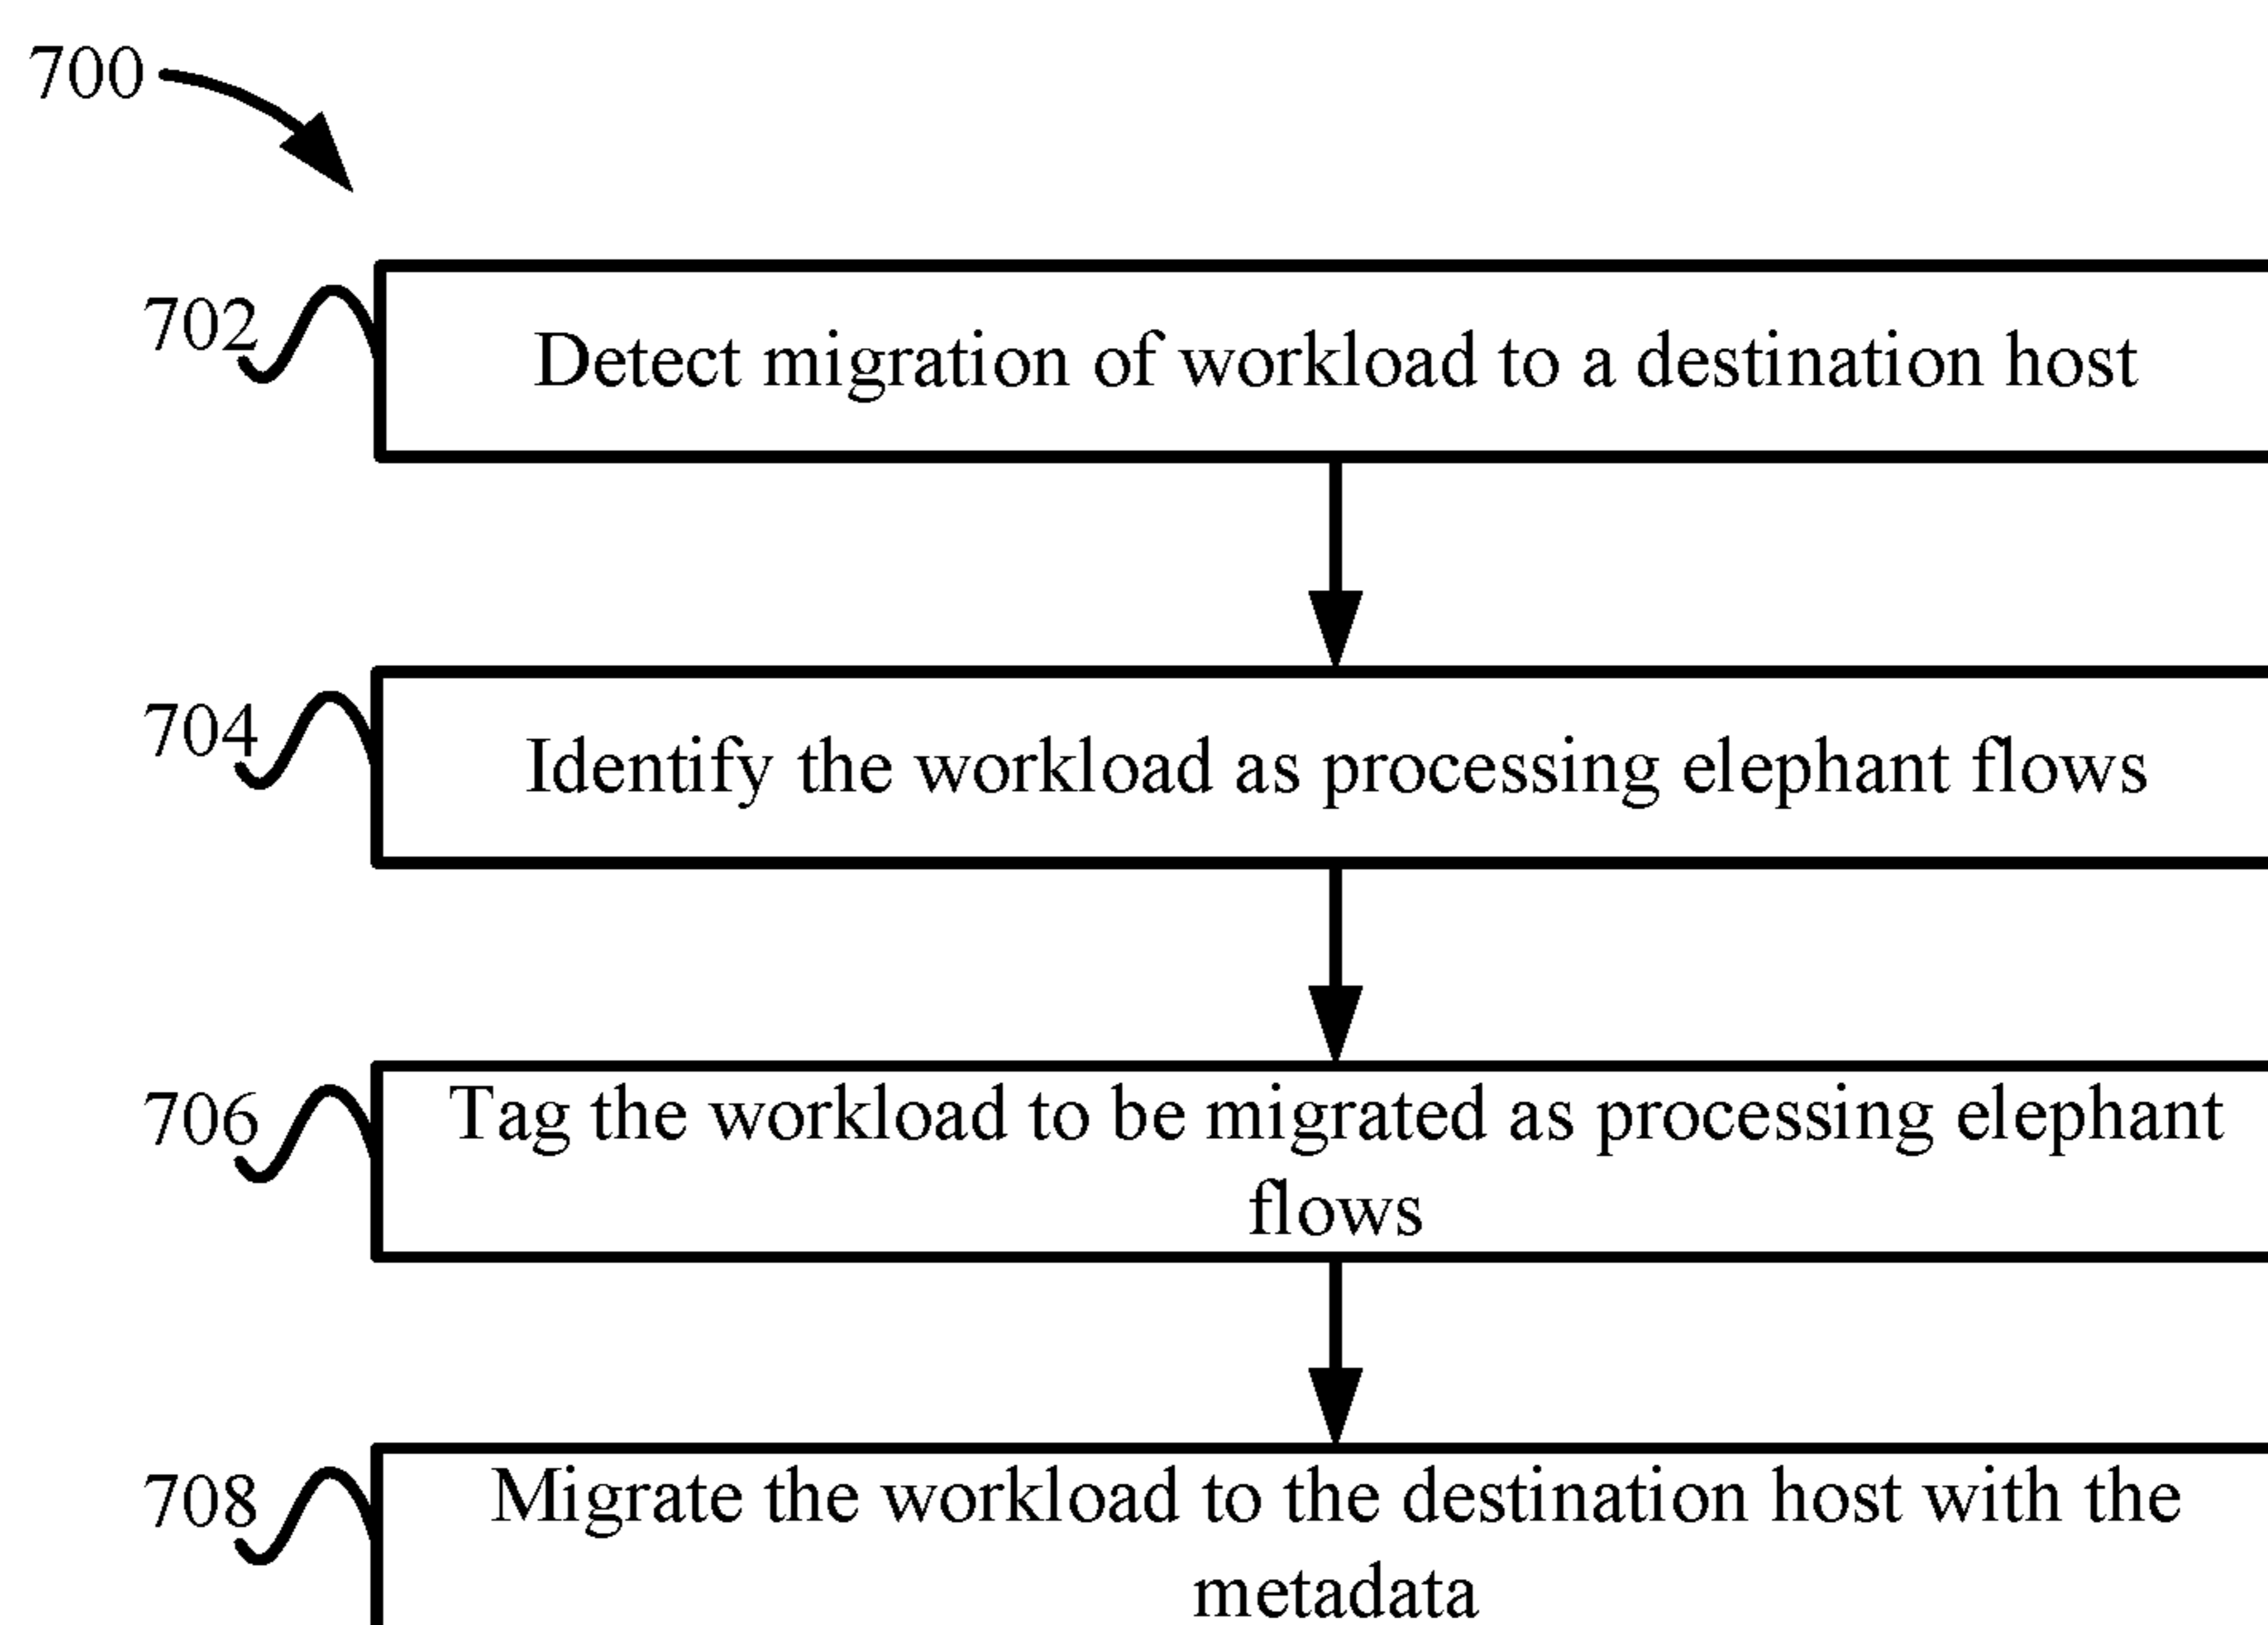 700
702
Detect migration of workload to a destination host
704
Identify the workload as processing elephant flows
706
Tag the workload to be migrated as processing elephant
flows
708
Migrate the workload to the destination host with the
metadata